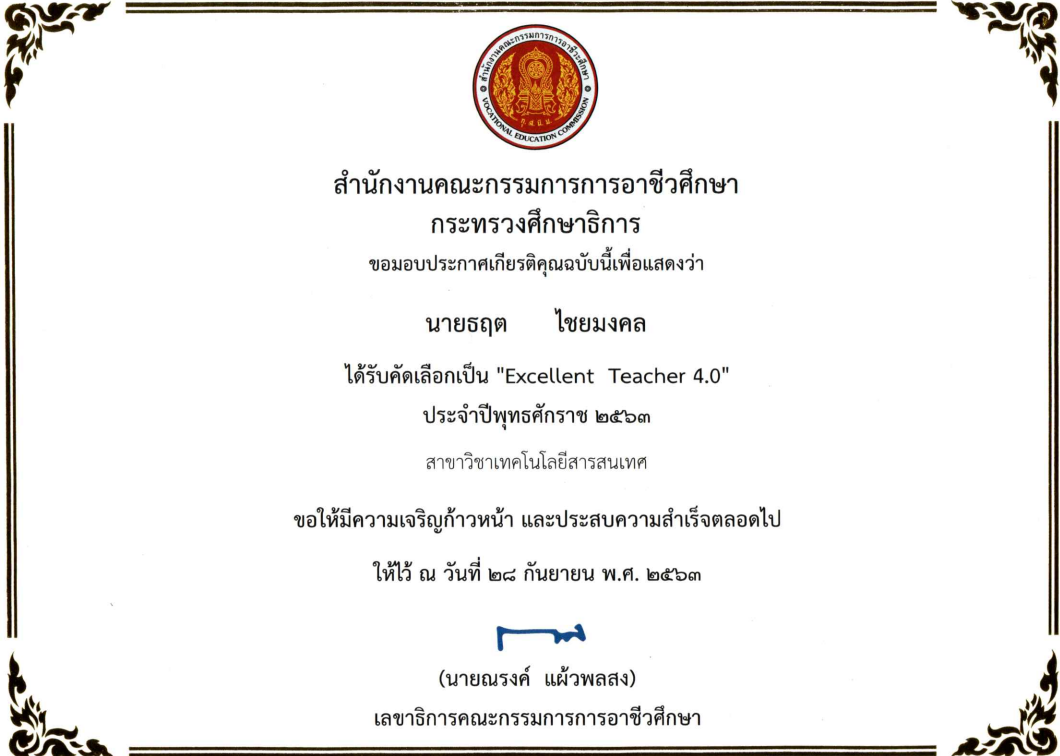 สำนักงานคณะกรรมการการอาชีวศึกษา
VOCATIONAL EDUCATION COMMISSION
สำนักงานคณะกรรมการการอาชีวศึกษา
กระทรวงศึกษาธิการ
ขอมอบประกาศเกียรติคุณฉบับนี้เพื่อแสดงว่า
นายธฤต ไชยมงคล
ได้รับคัดเลือกเป็น "Excellent Teacher 4.0"
ประจำปีพุทธศักราช ๒๕๖๓
สาขาวิชาเทคโนโลยีสารสนเทศ
ขอให้มีความเจริญก้าวหน้า และประสบความสำเร็จตลอดไป
ให้ไว้ ณ วันที่ ๒๘ กันยายน พ.ศ. ๒๕๖๓
(นายณรงค์ แผ้วพลสง)
เลขาธิการคณะกรรมการการอาชีวศึกษา